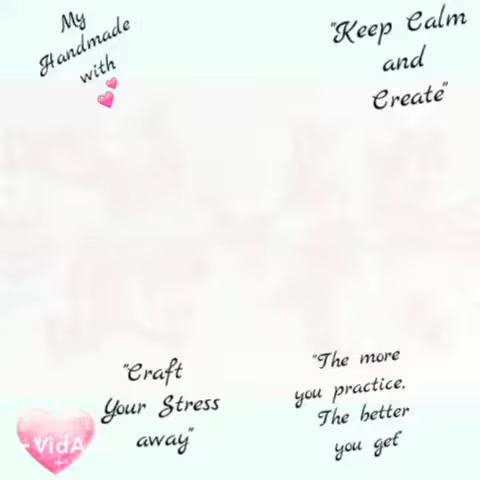 My
Handmade
with 💕
"Keep Calm
and
Create"
"Craft
Your Stress
away"
"The more
you practice.
The better
you get
VidA